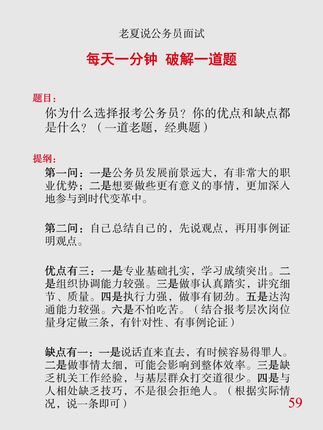 老夏说公务员面试
每天一分钟 破解一道题
题目：
你为什么选择报考公务员？你的优点和缺点都
是什么？（一道老题，经典题）
提纲：
第一问：一是公务员发展前景远大，有非常大的职
业优势；二是想要做些更有意义的事情，更加深入
地参与到时代变革中。
第二问：自己总结自己的，先说观点，再用事例证
明观点。
优点有三：一是专业基础扎实，学习成绩突出。二
是组织协调能力较强。三是做事认真踏实，讲究细
节、质量。四是执行力强，做事有韧劲。五是达沟
通能力较强。六是不怕吃苦。（结合报考层次岗位
量身定做三条，有针对性、有事例论证）
缺点有一：一是说话直来直去，有时候容易得罪人。
二是做事情太细，可能会影响到整体效率。三是缺
乏机关工作经验，与基层群众打交道很少。四是与
人相处缺乏技巧，不是很会拒绝人。（根据实际情
况，说一条即可）
59